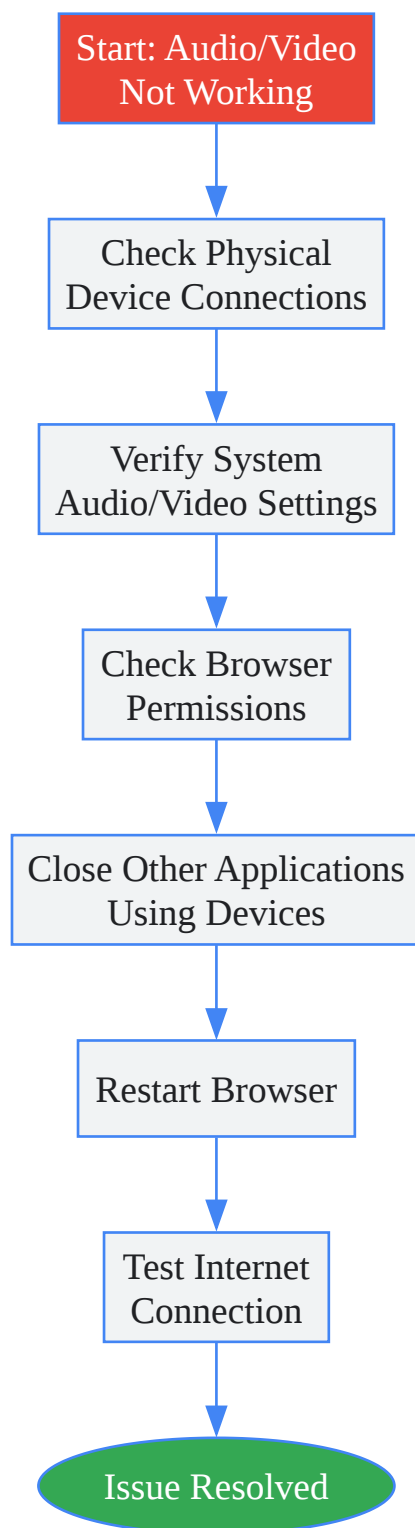 Start: Audio/Video
Not Working
Check Physical
Device Connections
Verify System
Audio/Video Settings
Check Browser
Permissions
Close Other Applications
Using Devices
Restart Browser
Test Internet
Connection
Issue Resolved